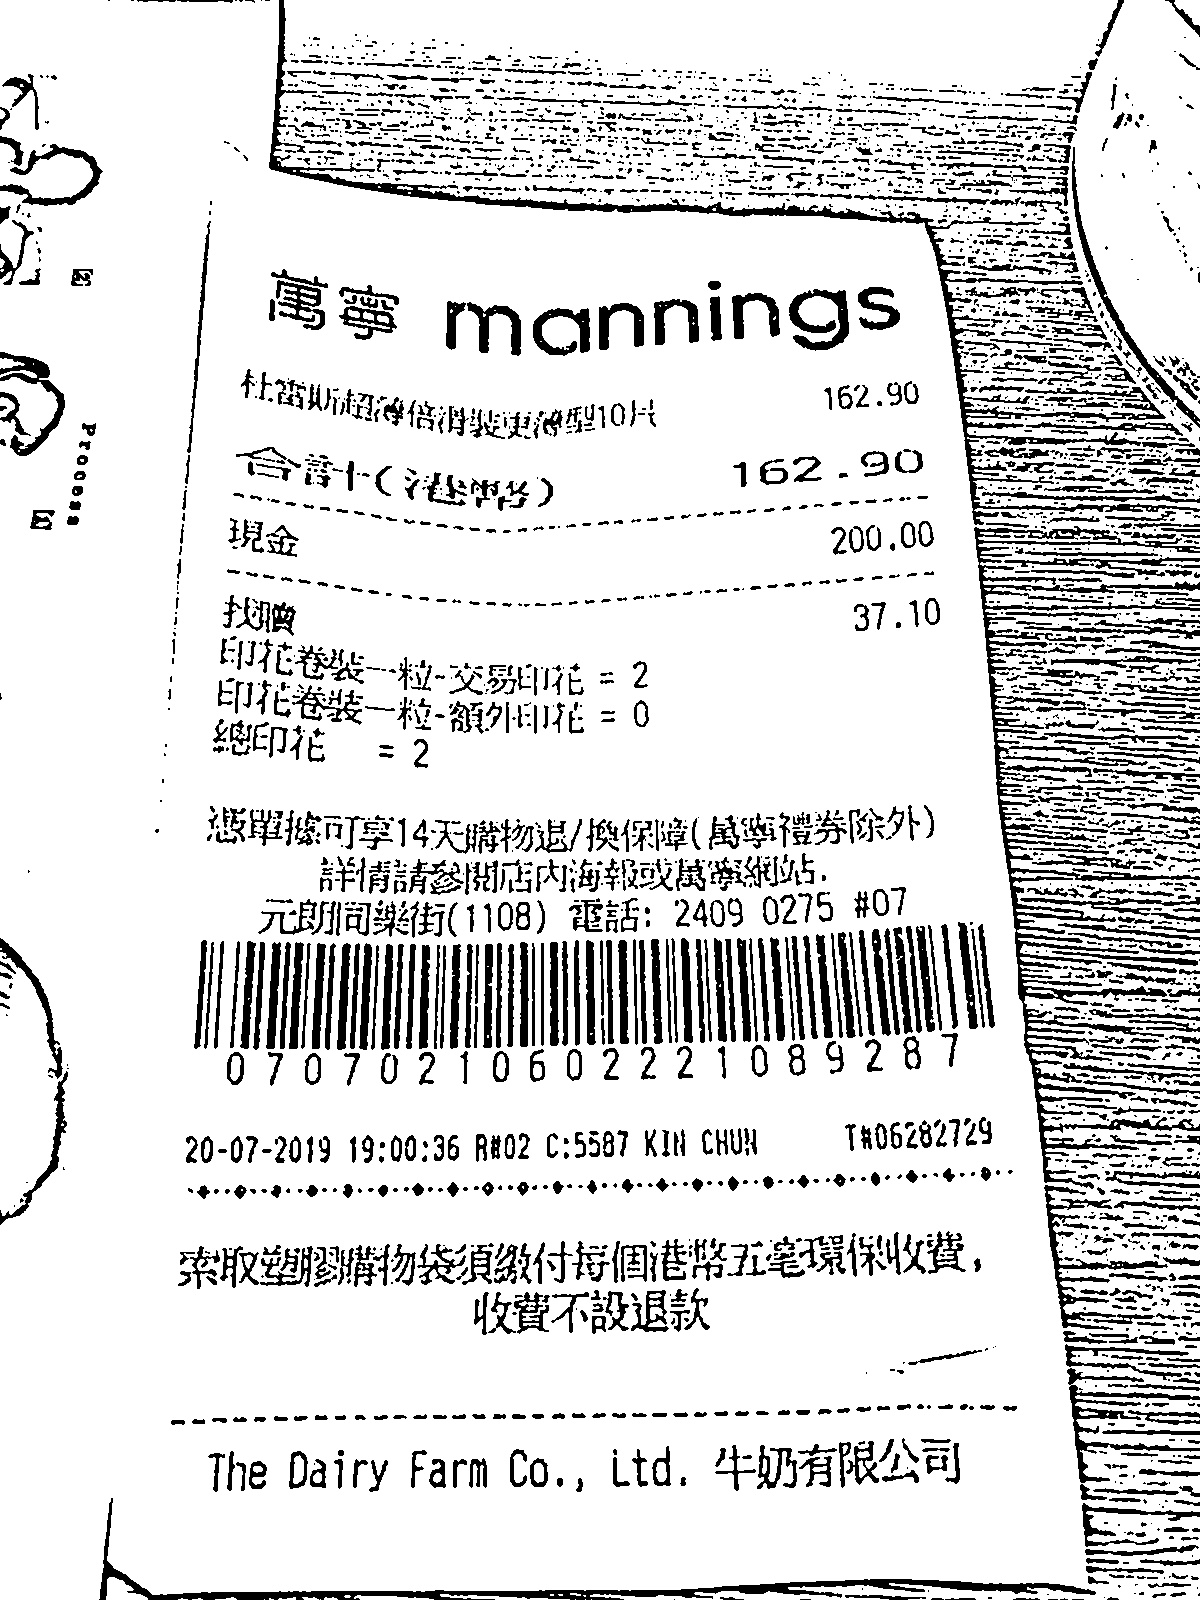 萬寧 mannings
杜蕾斯超薄倍滑裝更薄型10片 162.90
合計(港幣) 162.90
現金 200.00
找贖 37.10
印花卷裝一粒-交易印花 = 2
印花卷裝一粒-額外印花 = 0
總印花 = 2
憑單據可享14天購物退/換保障(萬寧禮券除外)
詳情請參閱店内海報或萬寧網站.
元朗同樂街(1108) 電話: 2409 0275 #07
07070210602221089287
20-07-2019 19:00:36 R#02 C:5587 KIN CHUN T#06282729
索取塑膠購物袋須繳付每個港幣五毫環保收費,
收費不設退款
The Dairy Farm Co., Ltd. 牛奶有限公司
Process